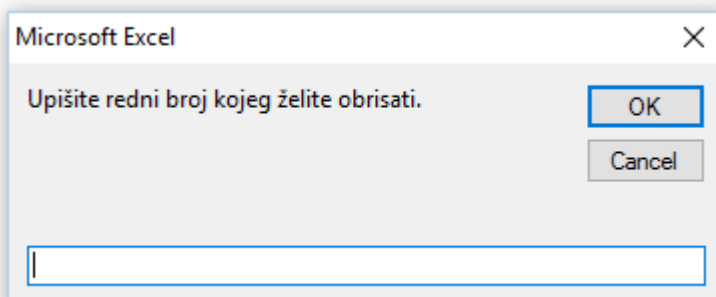 Microsoft Excel
Upišite redni broj kojeg želite obrisati.
OK
Cancel